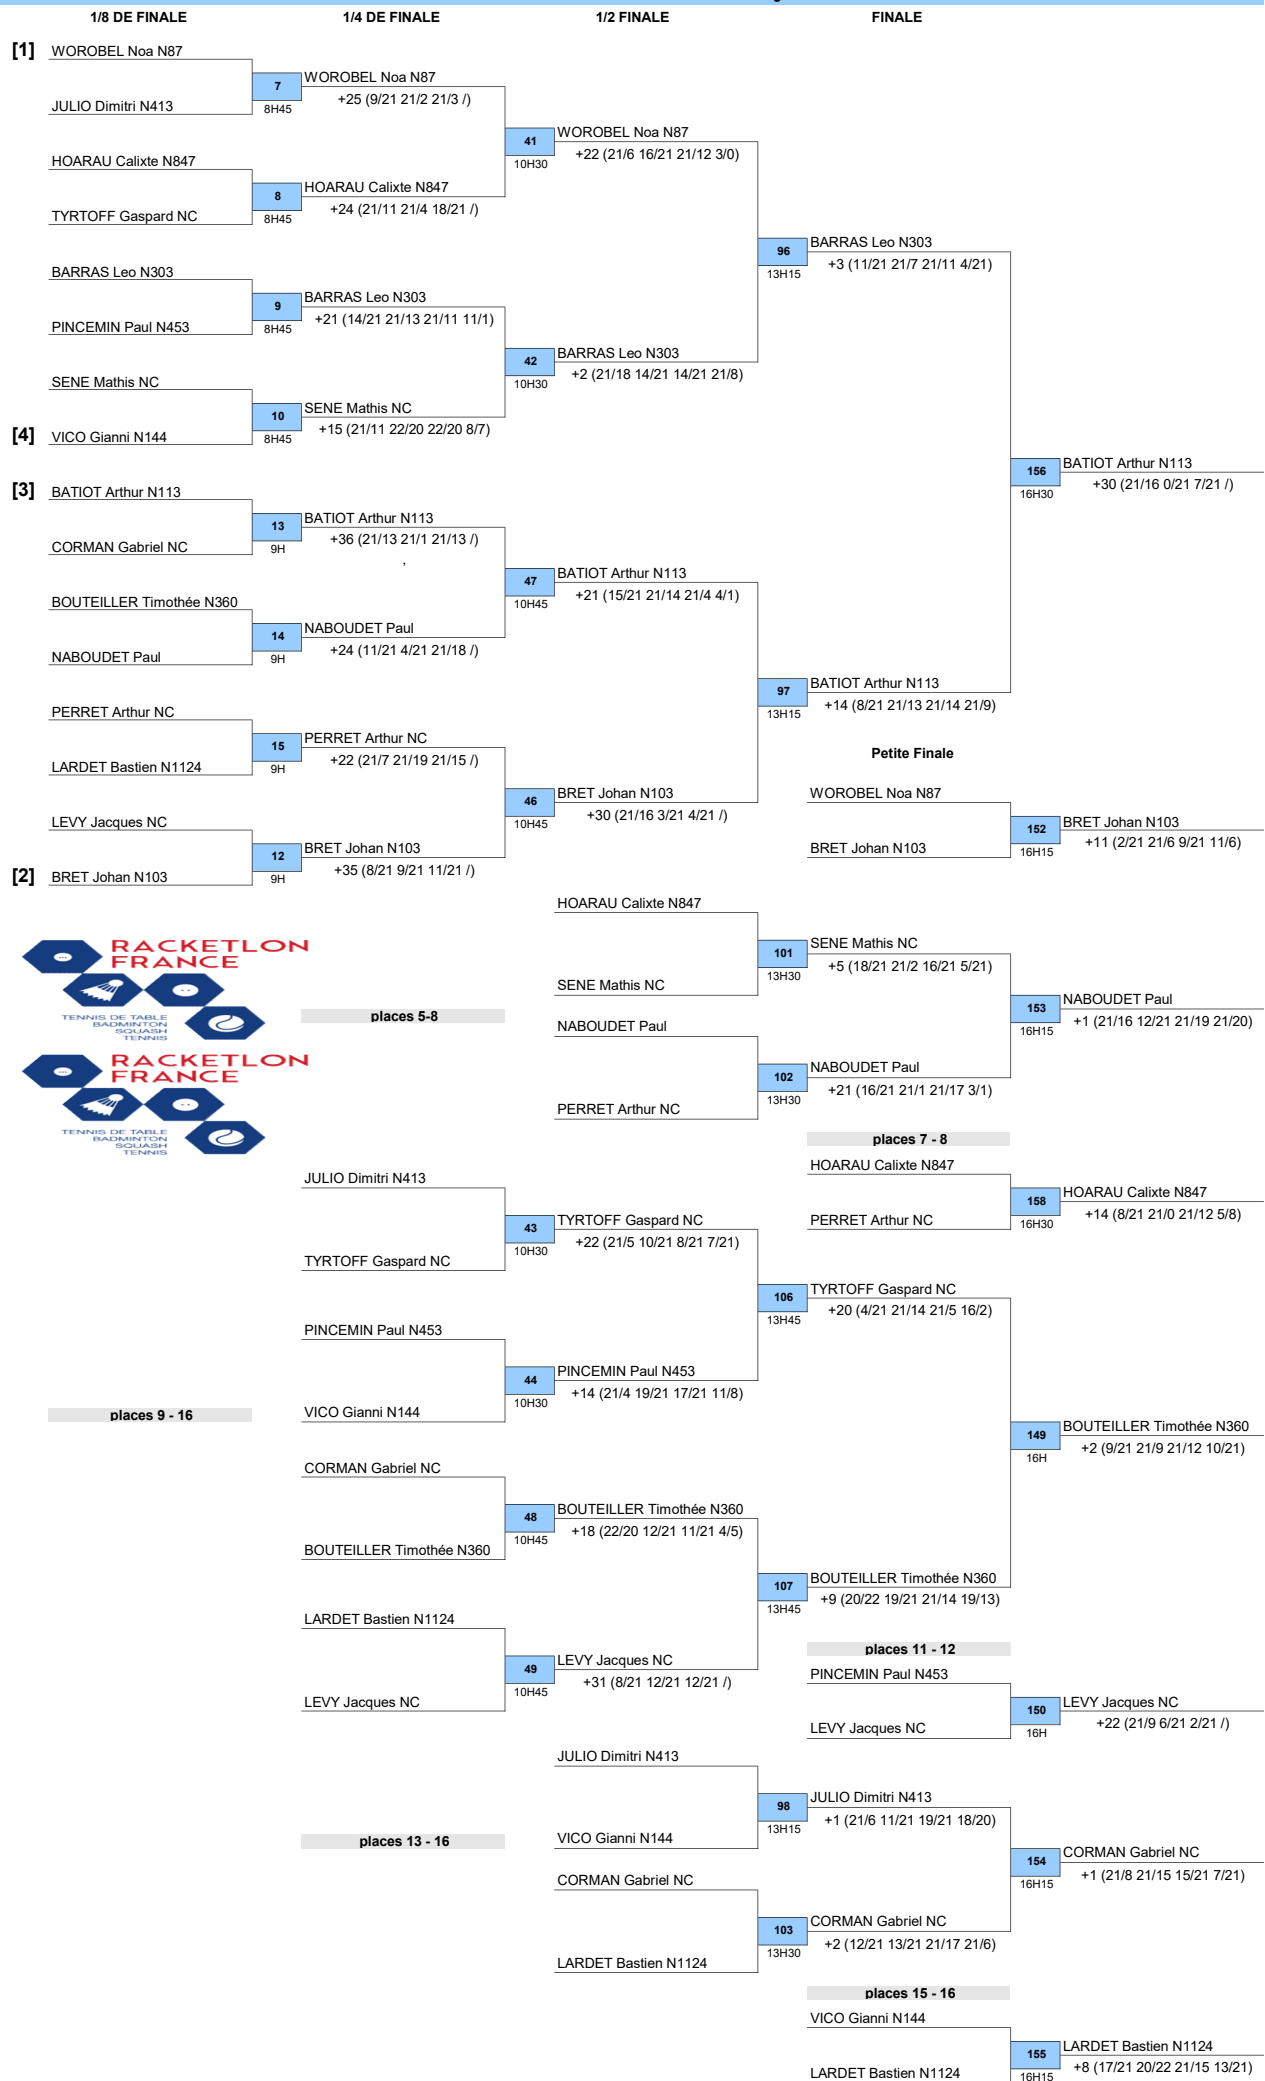 1/8 DE FINALE 1/4 DE FINALE 1/2 FINALE FINALE
[1] WOROBEL Noa N87
7 WOROBEL Noa N87
JULIO Dimitri N413 8H45 +25 (9/21 21/2 21/3 /)
41 WOROBEL Noa N87
10H30 +22 (21/6 16/21 21/12 3/0)
HOARAU Calixte N847
8 HOARAU Calixte N847
TYRTOFF Gaspard NC 8H45 +24 (21/11 21/4 18/21 /)
96 BARRAS Leo N303
13H15 +3 (11/21 21/7 21/11 4/21)
BARRAS Leo N303
9 BARRAS Leo N303
PINCEMIN Paul N453 8H45 +21 (14/21 21/13 21/11 11/1)
42 BARRAS Leo N303
10H30 +2 (21/18 14/21 14/21 21/8)
SENE Mathis NC
10 SENE Mathis NC
[4] VICO Gianni N144 8H45 +15 (21/11 22/20 22/20 8/7)
156 BATIOT Arthur N113
16H30 +30 (21/16 0/21 7/21 /)
[3] BATIOT Arthur N113
13 BATIOT Arthur N113
CORMAN Gabriel NC 9H +36 (21/13 21/1 21/13 /)
,
47 BATIOT Arthur N113
10H45 +21 (15/21 21/14 21/4 4/1)
BOUTEILLER Timothée N360
14 NABOUDET Paul
NABOUDET Paul 9H +24 (11/21 4/21 21/18 /)
97 BATIOT Arthur N113
13H15 +14 (8/21 21/13 21/14 21/9)
PERRET Arthur NC
15 PERRET Arthur NC
LARDET Bastien N1124 9H +22 (21/7 21/19 21/15 /)
Petite Finale
46 BRET Johan N103
10H45 +30 (21/16 3/21 4/21 /)
WOROBEL Noa N87
LEVY Jacques NC
152 BRET Johan N103
16H15 +11 (2/21 21/6 9/21 11/6)
12 BRET Johan N103
BRET Johan N103
[2] BRET Johan N103 9H +35 (8/21 9/21 11/21 /)
HOARAU Calixte N847
RACKETLON
FRANCE
101 SENE Mathis NC
13H30 +5 (18/21 21/2 16/21 5/21)
SENE Mathis NC
TENNIS DE TABLE
BADMINTON
SQUASH
TENNIS
places 5-8
153 NABOUDET Paul
16H15 +1 (21/16 12/21 21/19 21/20)
NABOUDET Paul
RACKETLON
FRANCE
102 NABOUDET Paul
13H30 +21 (16/21 21/1 21/17 3/1)
PERRET Arthur NC
TENNIS DE TABLE
BADMINTON
SQUASH
TENNIS
places 7 - 8
HOARAU Calixte N847
JULIO Dimitri N413
158 HOARAU Calixte N847
16H30 +14 (8/21 21/0 21/12 5/8)
PERRET Arthur NC
43 TYRTOFF Gaspard NC
10H30 +22 (21/5 10/21 8/21 7/21)
TYRTOFF Gaspard NC
106 TYRTOFF Gaspard NC
13H45 +20 (4/21 21/14 21/5 16/2)
PINCEMIN Paul N453
44 PINCEMIN Paul N453
10H30 +14 (21/4 19/21 17/21 11/8)
places 9 - 16
VICO Gianni N144
149 BOUTEILLER Timothée N360
16H +2 (9/21 21/9 21/12 10/21)
CORMAN Gabriel NC
48 BOUTEILLER Timothée N360
10H45 +18 (22/20 12/21 11/21 4/5)
BOUTEILLER Timothée N360
107 BOUTEILLER Timothée N360
13H45 +9 (20/22 19/21 21/14 19/13)
LARDET Bastien N1124
places 11 - 12
49 LEVY Jacques NC
10H45 +31 (8/21 12/21 12/21 /)
PINCEMIN Paul N453
LEVY Jacques NC
150 LEVY Jacques NC
16H +22 (21/9 6/21 2/21 /)
LEVY Jacques NC
JULIO Dimitri N413
98 JULIO Dimitri N413
13H15 +1 (21/6 11/21 19/21 18/20)
places 13 - 16
VICO Gianni N144
154 CORMAN Gabriel NC
16H15 +1 (21/8 21/15 15/21 7/21)
CORMAN Gabriel NC
103 CORMAN Gabriel NC
13H30 +2 (12/21 13/21 21/17 21/6)
LARDET Bastien N1124
places 15 - 16
VICO Gianni N144
155 LARDET Bastien N1124
16H15 +8 (17/21 20/22 21/15 13/21)
LARDET Bastien N1124